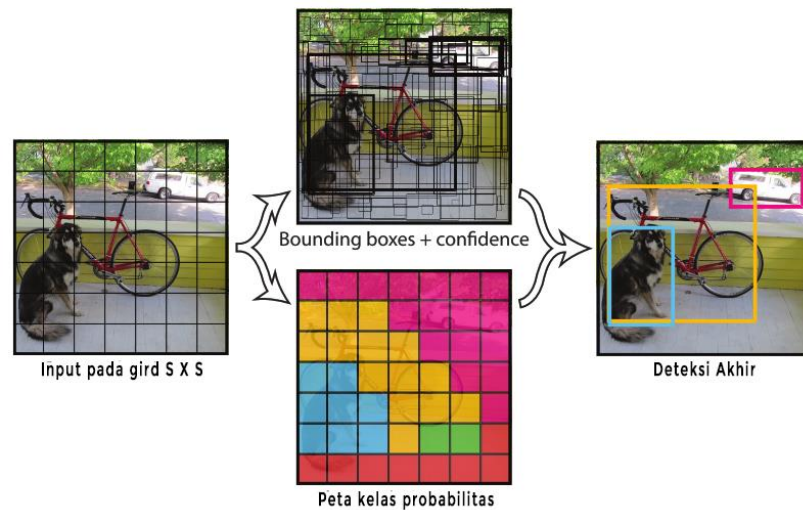 Input pada gird S X S
Bounding boxes + confidence
Peta kelas probabilitas
Deteksi Akhir